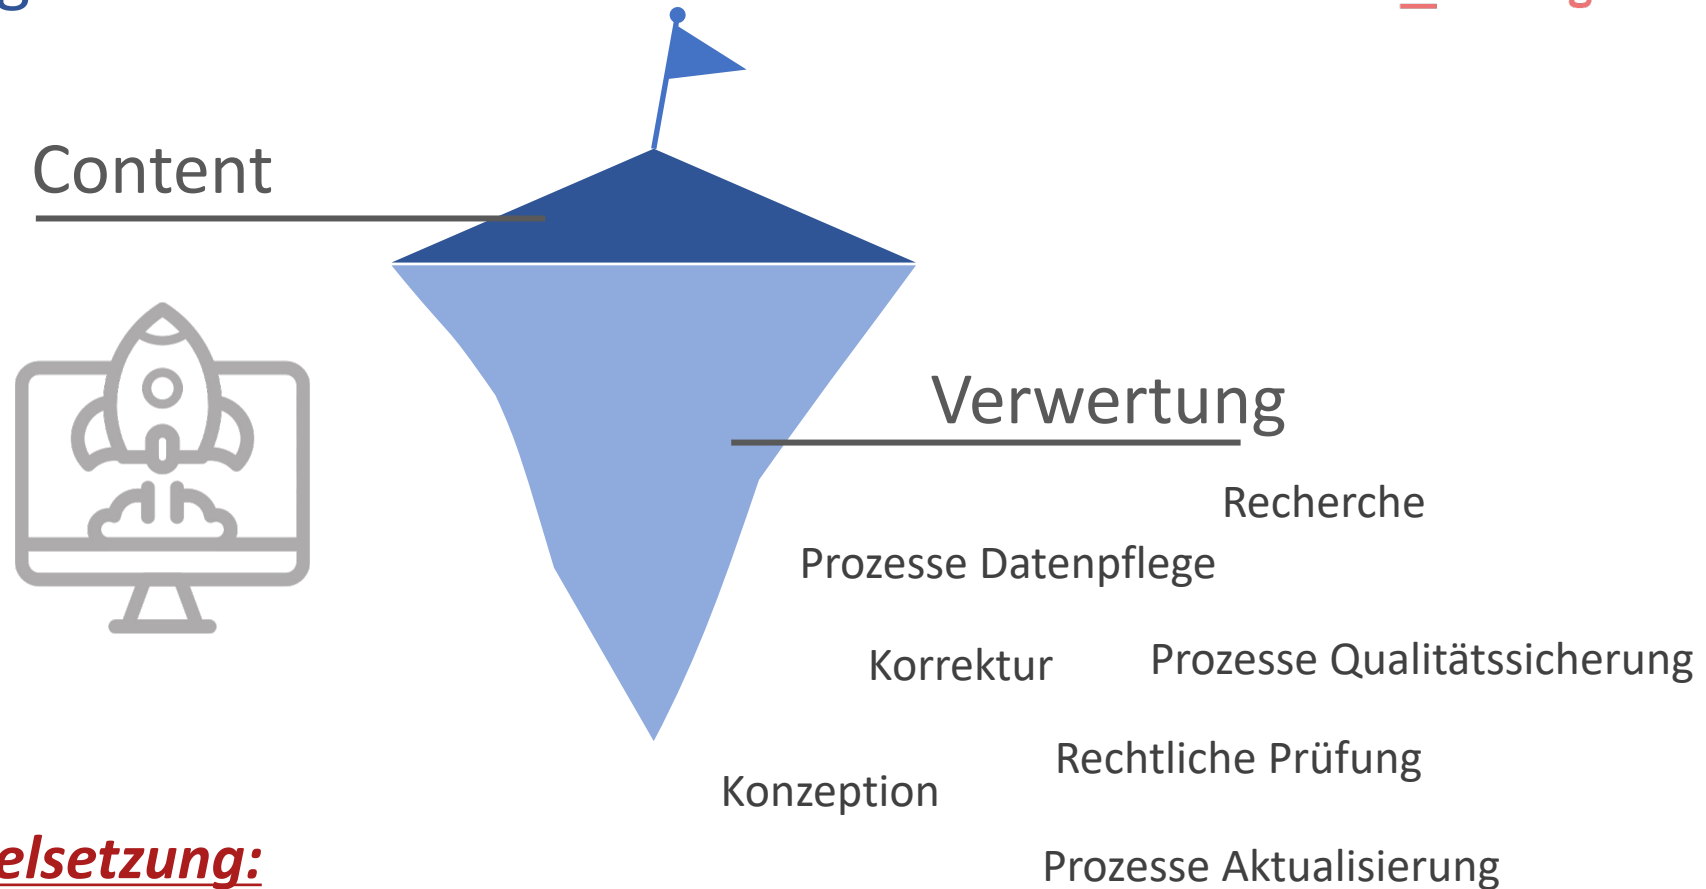 Content
Verwertung
Recherche
Prozesse Datenpflege
Korrektur
Prozesse Qualitätssicherung
Rechtliche Prüfung
Konzeption
elsetzung:
Prozesse Aktualisierung